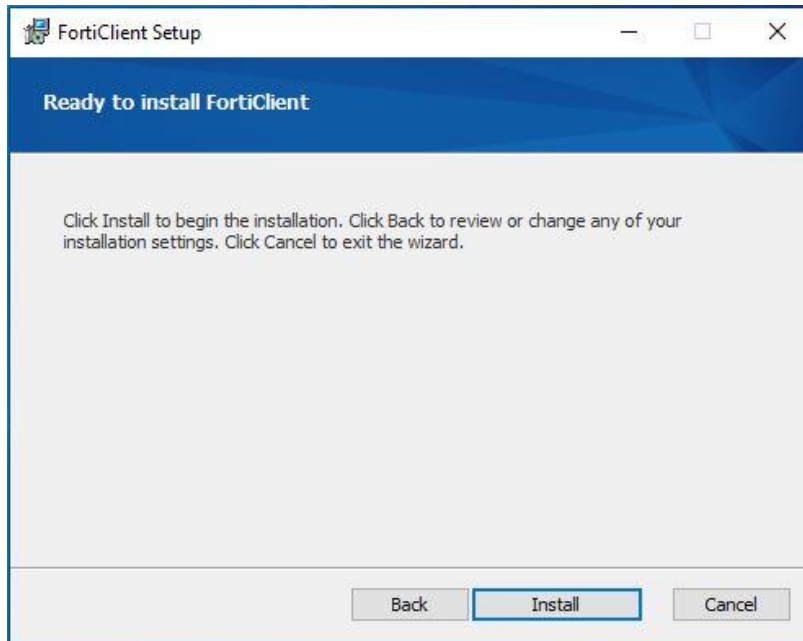 FortiClient Setup
Ready to install FortiClient
Click Install to begin the installation. Click Back to review or change any of your
installation settings. Click Cancel to exit the wizard.
Back Install Cancel